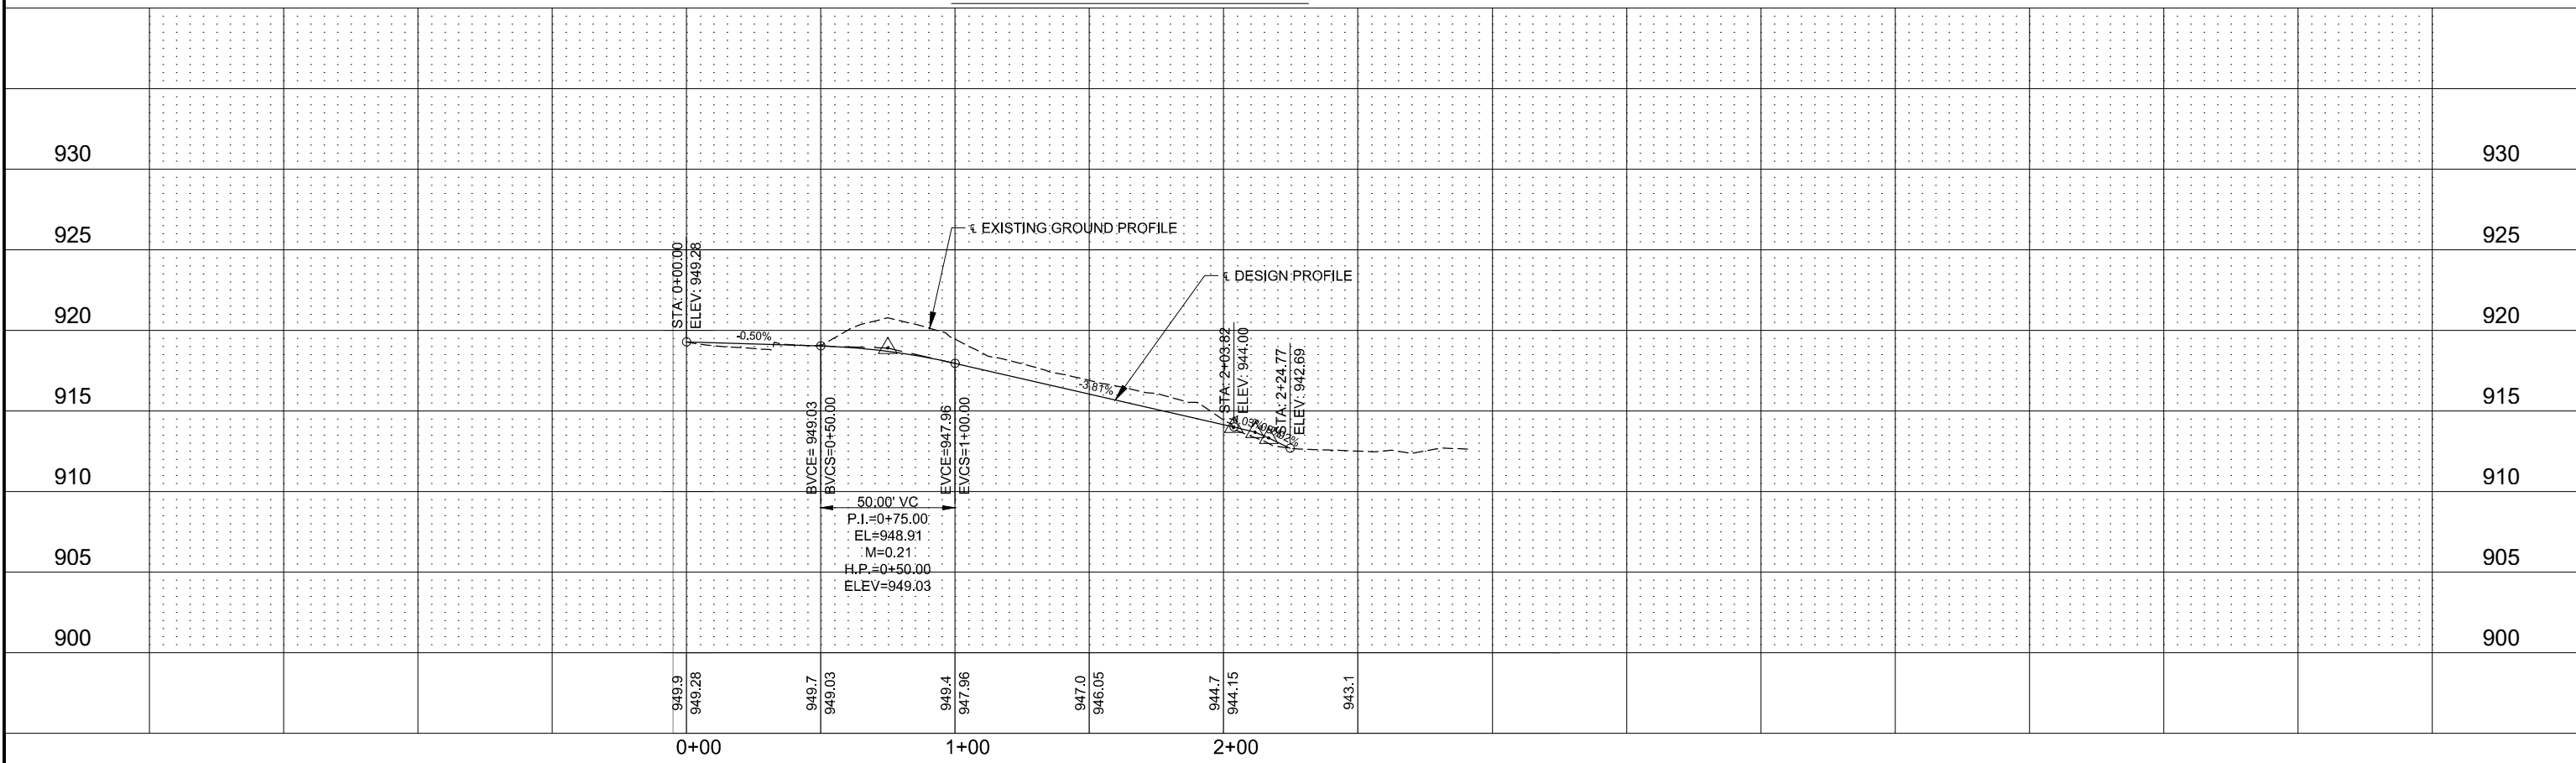 930
930
925
925
920
920
915
915
910
910
905
905
900
900
℄ EXISTING GROUND PROFILE
℄ DESIGN PROFILE
STA: 0+00.00
ELEV: 949.28
-0.50%
-3.81%
STA: 2+03.82
ELEV: 944.00
STA: 2+24.77
ELEV: 942.69
BVCE= 949.03
BVCS=0+50.00
EVCE=947.96
EVCS=1+00.00
50.00' VC
P.I.=0+75.00
EL=948.91
M=0.21
H.P.=0+50.00
ELEV=949.03
949.9
949.28
949.7
949.03
949.4
947.96
947.0
946.05
944.7
944.15
943.1
0+00
1+00
2+00